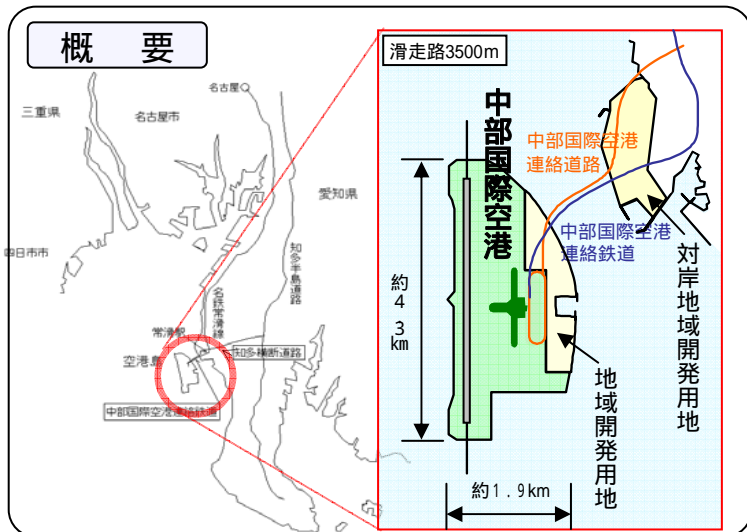 概 要
名古屋
三重県
名古屋市
愛知県
四日市市
知多半島道路
名鉄常滑線
常滑駅
空港島
知多横断道路
中部国際空港連絡鉄道
滑走路3500m
中部国際空港
中部国際空港
連絡道路
中部国際空港
連絡鉄道
対岸地域開発用地
地域開発用地
約4.3km
約1.9km